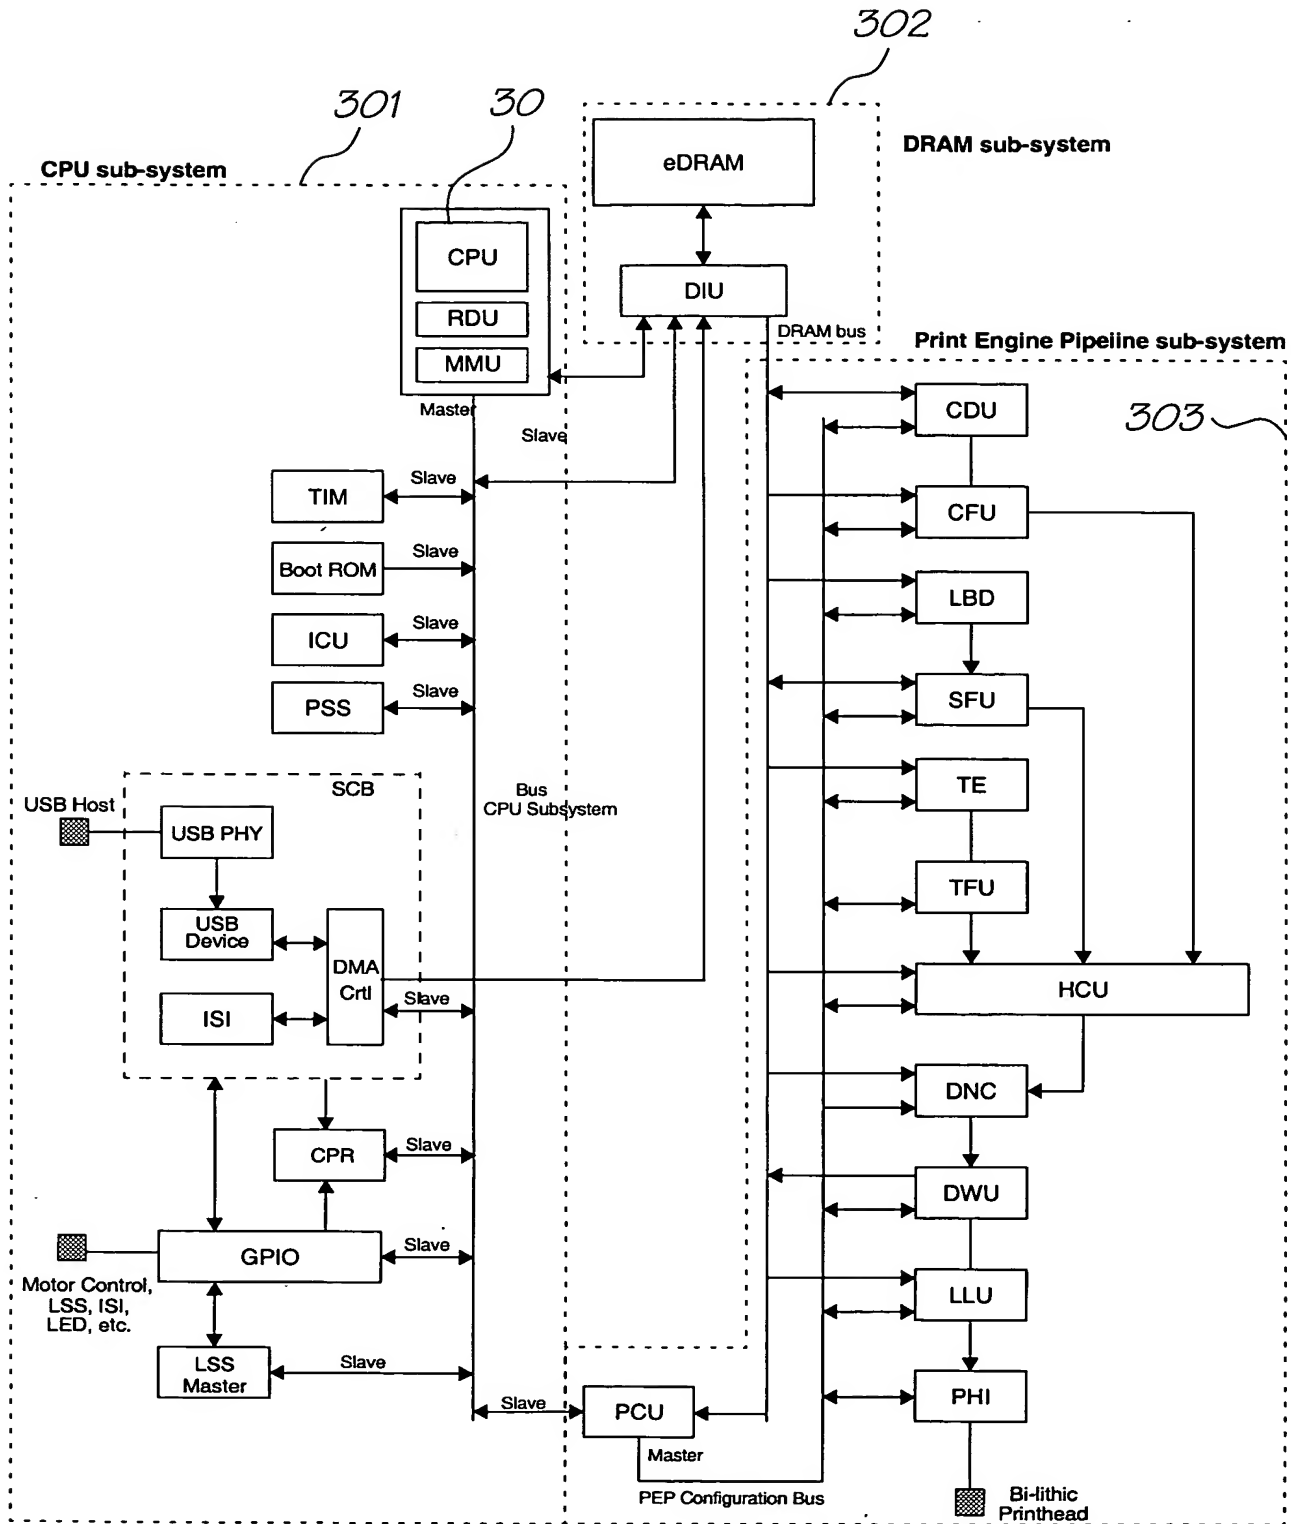 302
301
30
CPU sub-system
DRAM sub-system
eDRAM
CPU
RDU
MMU
DIU
DRAM bus
Print Engine Pipeline sub-system
Master
Slave
CDU
303
TIM
Slave
CFU
Boot ROM
Slave
LBD
ICU
Slave
PSS
Slave
SFU
SCB
Bus
CPU Subsystem
TE
USB Host
USB PHY
TFU
USB
Device
DMA
Crtl
Slave
ISI
HCU
DNC
CPR
Slave
DWU
GPIO
Slave
Motor Control,
LSS, ISI,
LED, etc.
LLU
LSS
Master
Slave
Slave
PCU
PHI
Master
PEP Configuration Bus
Bi-lithic
Printhead